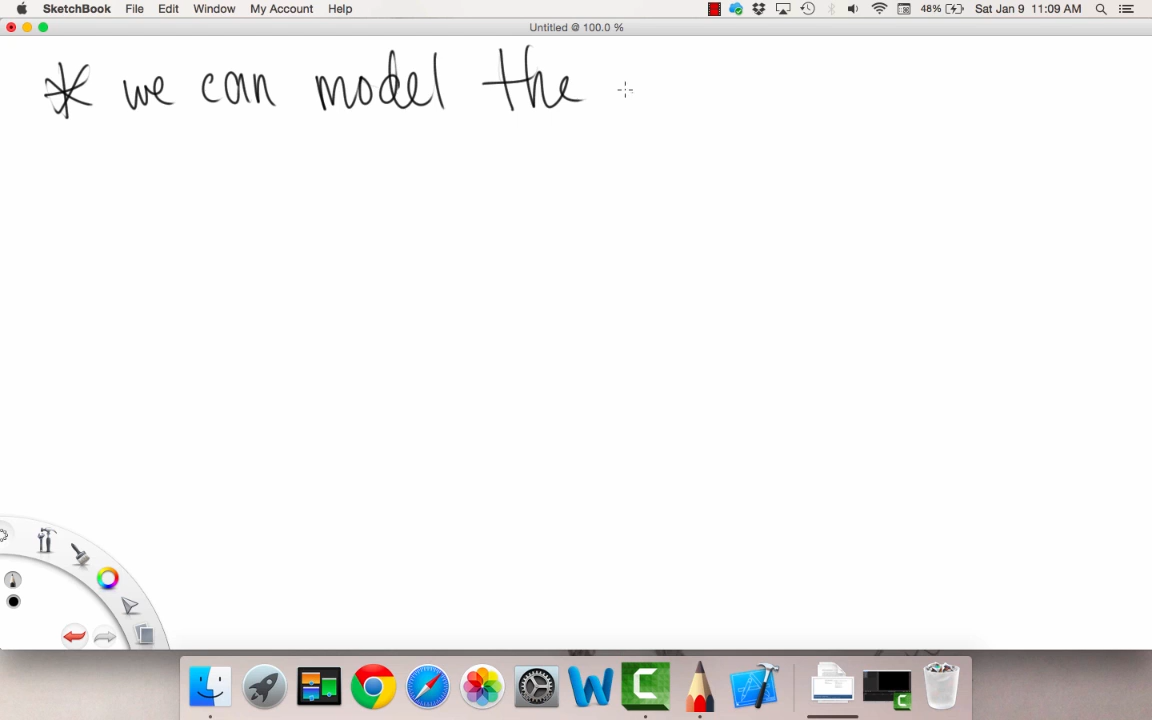 SketchBook File Edit Window My Account Help 48% Sat Jan 9 11:09 AM
Untitled @ 100.0 %
* we can model the